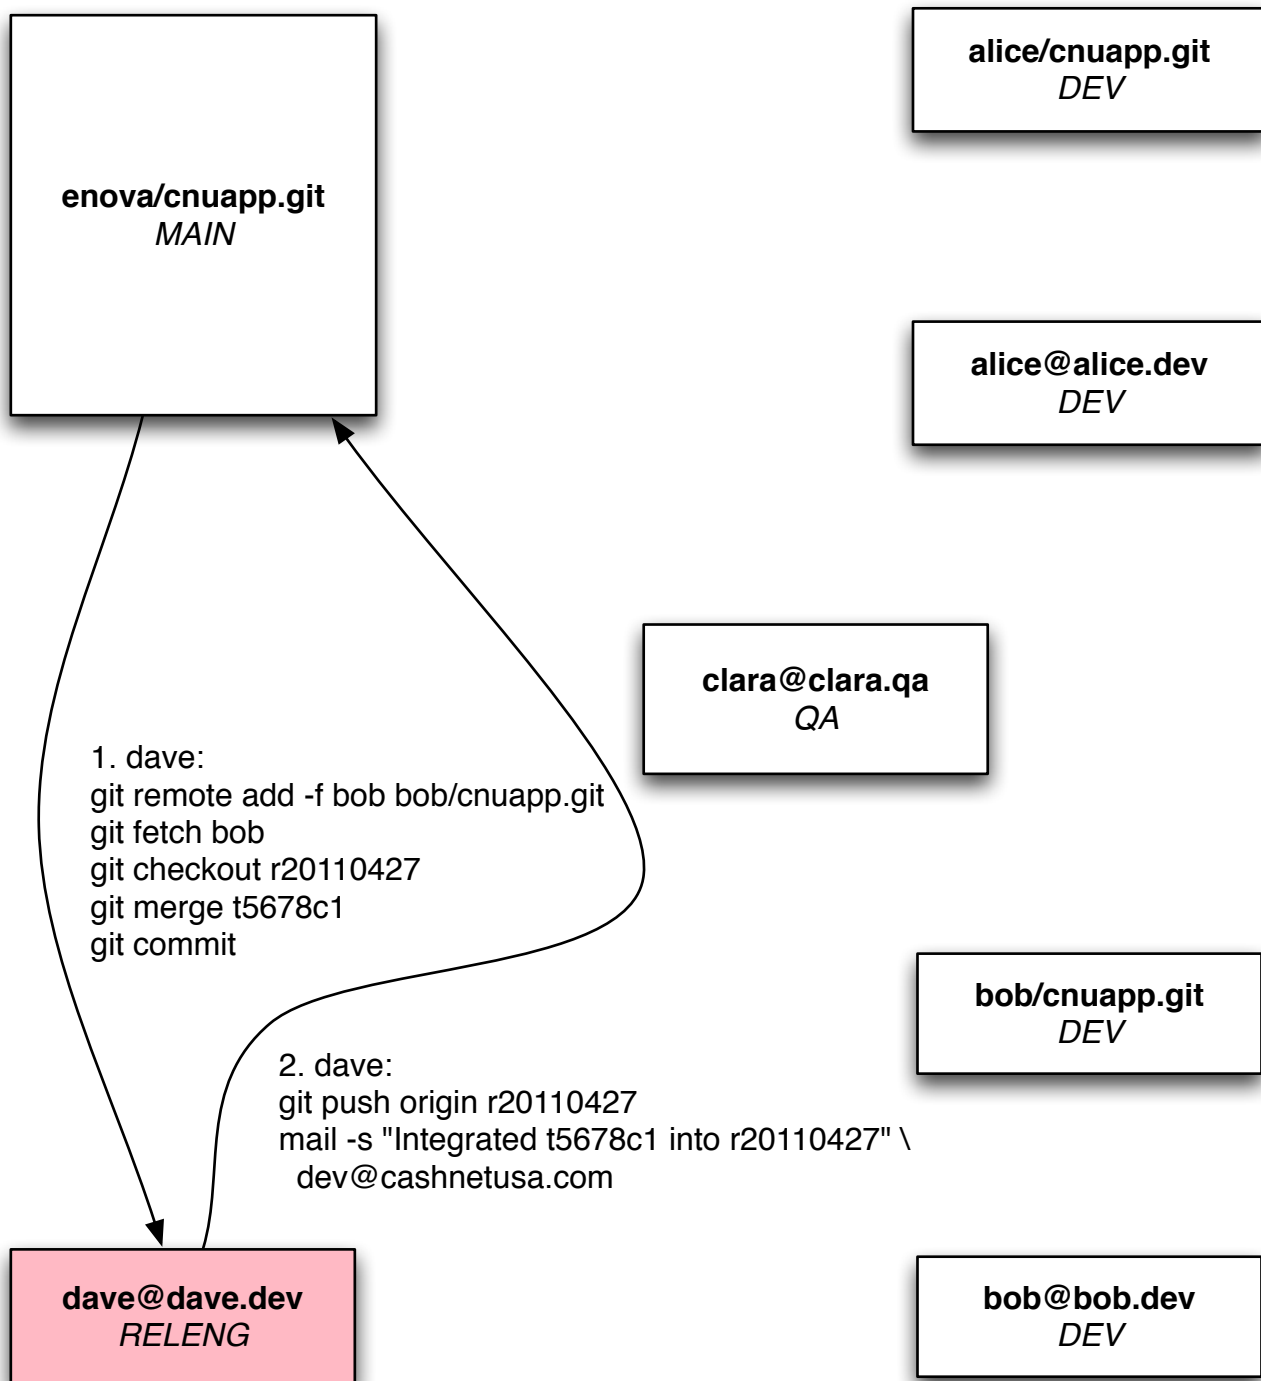 enova/cnuapp.git
MAIN
alice/cnuapp.git
DEV
alice@alice.dev
DEV
clara@clara.qa
QA
1. dave:
git remote add -f bob bob/cnuapp.git
git fetch bob
git checkout r20110427
git merge t5678c1
git commit
bob/cnuapp.git
DEV
2. dave:
git push origin r20110427
mail -s "Integrated t5678c1 into r20110427" \
dev@cashnetusa.com
dave@dave.dev
RELENG
bob@bob.dev
DEV